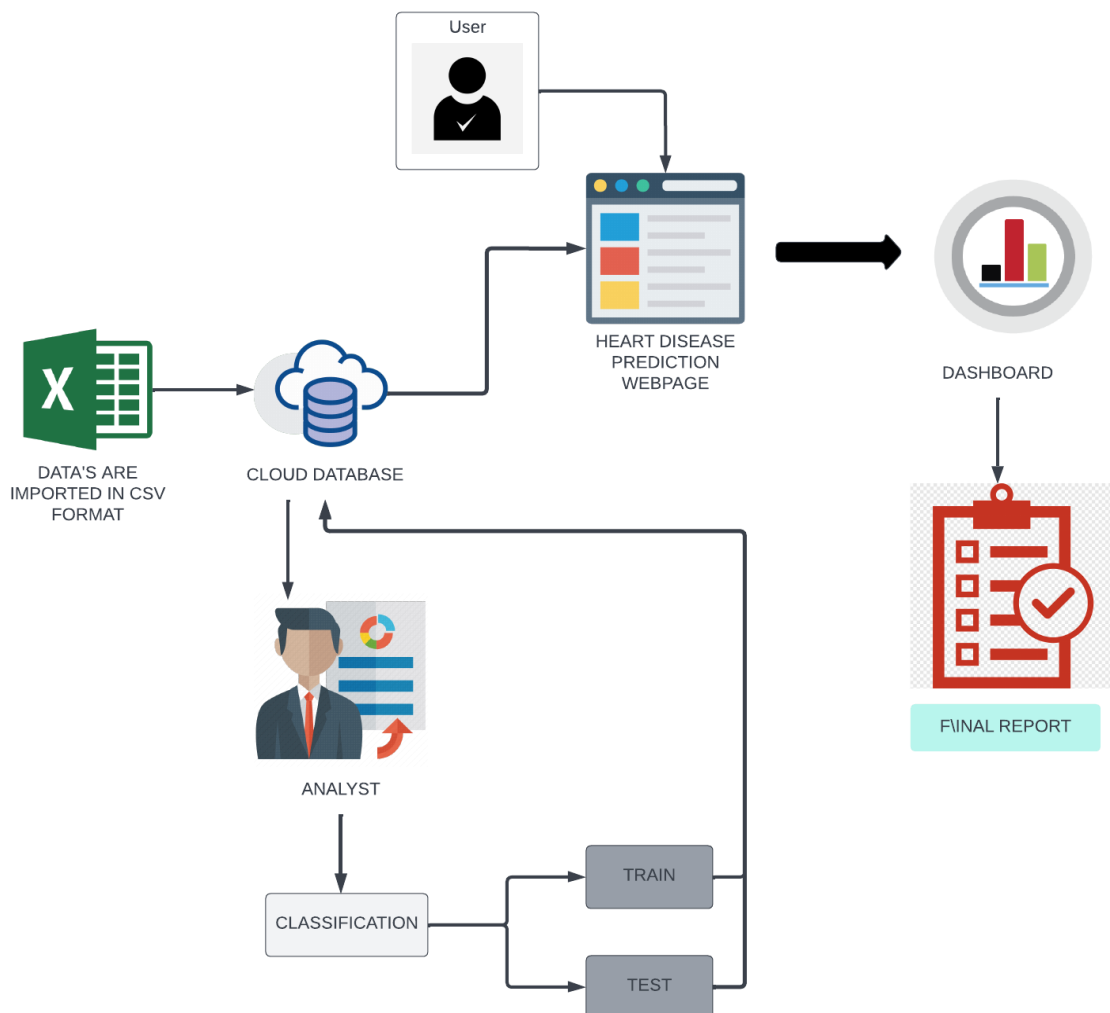 User
HEART DISEASE
PREDICTION
WEBPAGE
DASHBOARD
X
DATA'S ARE
IMPORTED IN CSV
FORMAT
CLOUD DATABASE
F\INAL REPORT
ANALYST
TRAIN
CLASSIFICATION
TEST